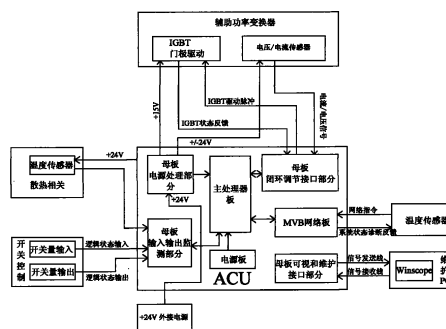 辅助功率变换器
IGBT
门极驱动
电压/电流传感器
+15V
IGBT驱动脉冲
IGBT状态反馈
+/-24V
电流/电压信号
+24V
温度传感器
散热相关
母板
电源处理部分
+24V
主处理器板
母板
闭环调节接口部分
开关控制
开关量输入
开关量输出
逻辑状态输入
逻辑状态输出
母板
输入输出监测部分
MVB网络板
网络指令
系统状态诊断反馈
温度传感器
电源板
ACU
母板可视和维护接口部分
信号发送线
信号接收线
Winscope
维护PC
+24V 外接电源